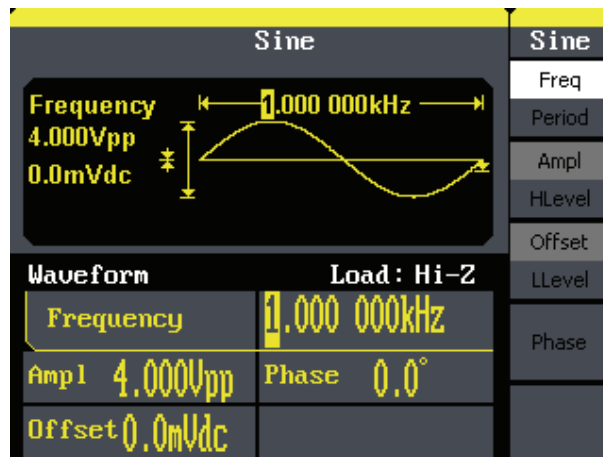 Sine
Frequency
1.000 000kHz
4.000Vpp
0.0mVdc
Waveform Load: Hi-Z
Frequency 1.000 000kHz
Ampl 4.000Vpp Phase 0.0°
Offset 0.0mVdc
Sine
Freq
Period
Ampl
HLevel
Offset
LLevel
Phase